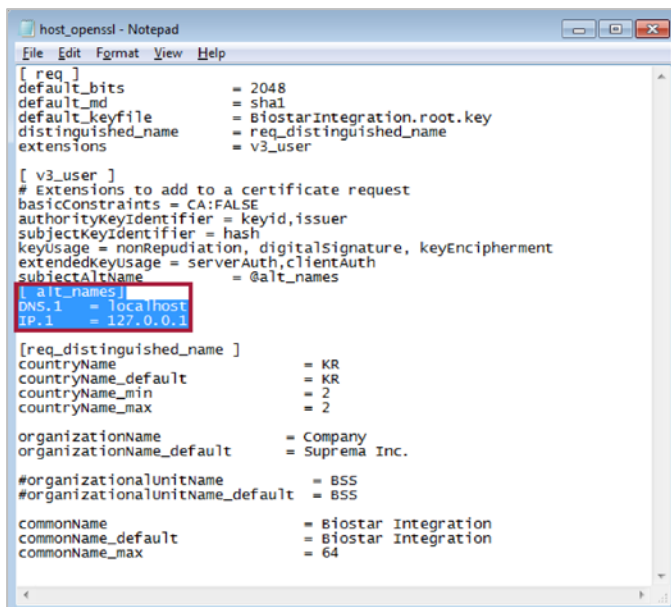 host_openssl - Notepad
File Edit Format View Help
[ req ]
default_bits = 2048
default_md = sha1
default_keyfile = BiostarIntegration.root.key
distinguished_name = req_distinguished_name
extensions = v3_user
[ v3_user ]
# Extensions to add to a certificate request
basicConstraints = CA:FALSE
authorityKeyIdentifier = keyid,issuer
subjectKeyIdentifier = hash
keyUsage = nonRepudiation, digitalSignature, keyEncipherment
extendedKeyUsage = serverAuth,clientAuth
subjectAltName = @alt_names
[ alt_names]
DNS.1 = localhost
IP.1 = 127.0.0.1
[req_distinguished_name ]
countryName = KR
countryName_default = KR
countryName_min = 2
countryName_max = 2
organizationName = Company
organizationName_default = Suprema Inc.
#organizationalUnitName = BSS
#organizationalUnitName_default = BSS
commonName = Biostar Integration
commonName_default = Biostar Integration
commonName_max = 64